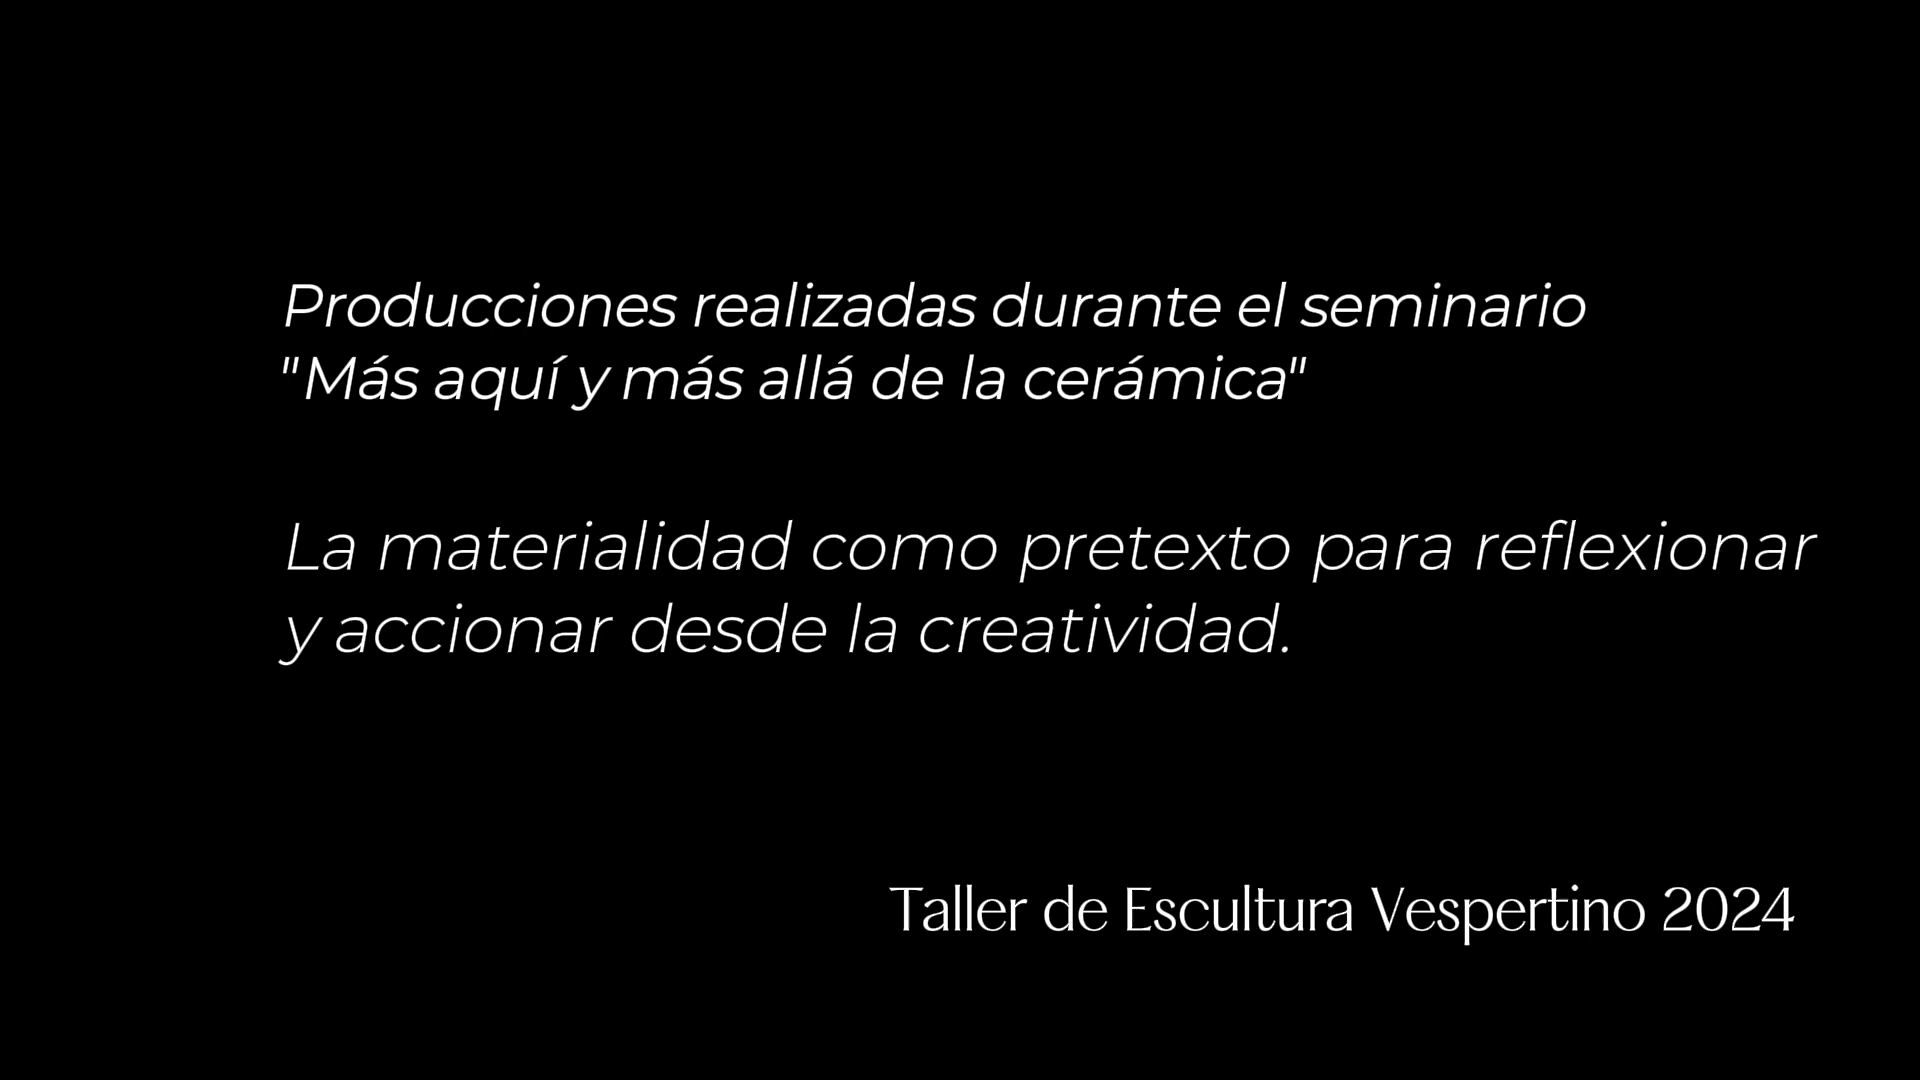 Producciones realizadas durante el seminario
"Más aquí y más allá de la cerámica"
La materialidad como pretexto para reflexionar
y accionar desde la creatividad.
Taller de Escultura Vespertino 2024